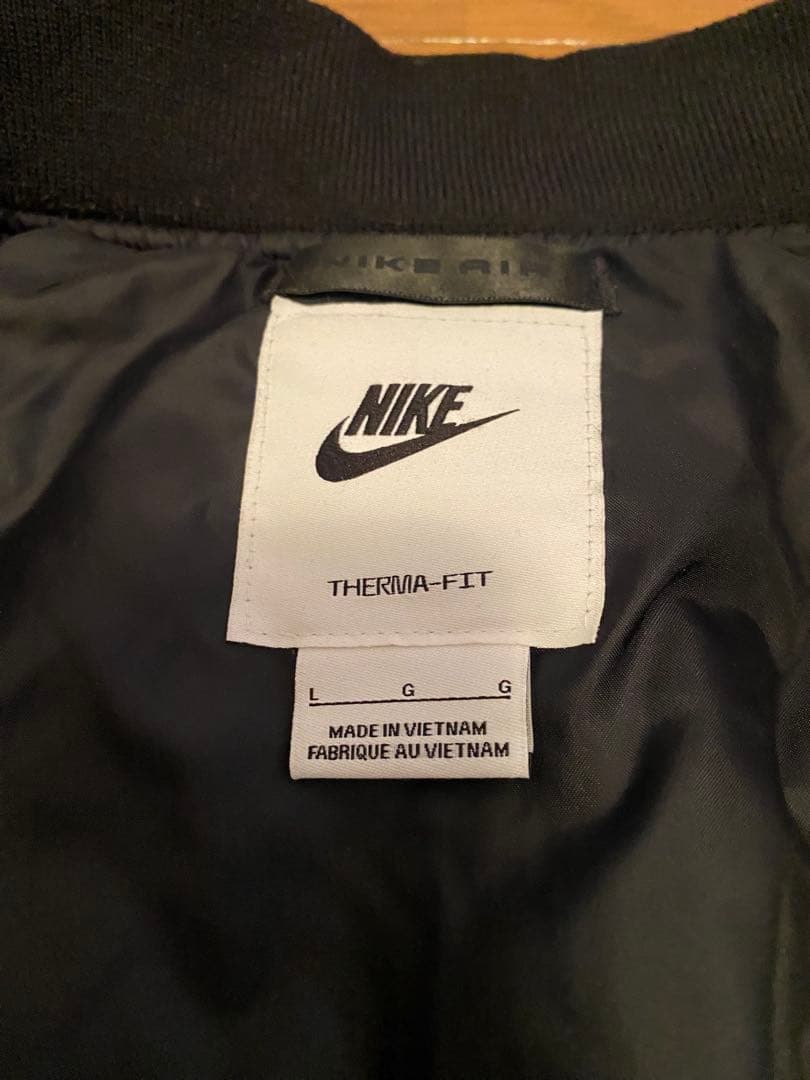 NIKE AIR
NIKE
THERMA-FIT
L G G
MADE IN VIETNAM
FABRIQUE AU VIETNAM